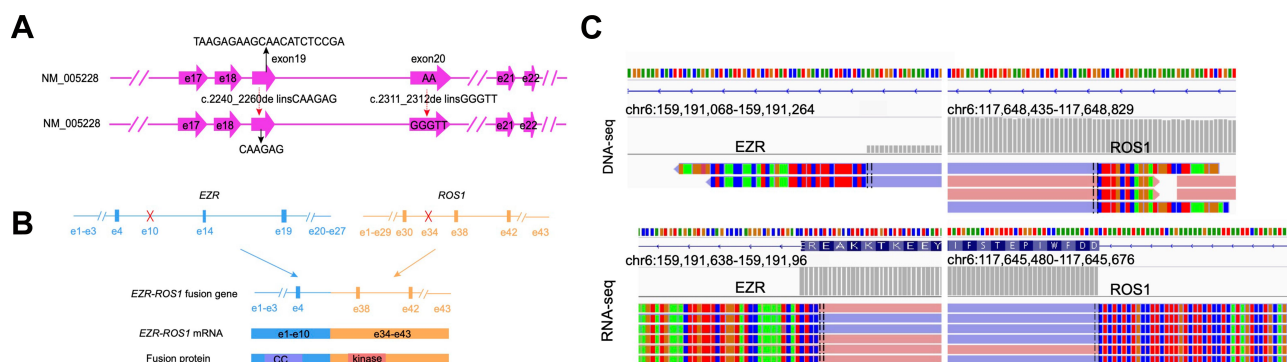 A
TAAGAGAAGCAACATCTCCGA
exon19
exon20
NM_005228
e17
e18
AA
e21
e22
c.2240_2260de linsCAAGAG
c.2311_2312de linsGGGTT
NM_005228
e17
e18
GGGTT
e21
e22
CAAGAG
B
EZR
ROS1
e1-e3
e4
e10
e14
e19
e20-e27
e1-e29
e30
e34
e38
e42
e43
EZR-ROS1 fusion gene
e1-e3
e4
e38
e42
e43
EZR-ROS1 mRNA
e1-e10
e34-e43
Fusion protein
CC
kinase
C
DNA-seq
chr6:159,191,068-159,191,264
chr6:117,648,435-117,648,829
EZR
ROS1
RNA-seq
EREAKKTKEEY
IFSTEPIWFDD
chr6:159,191,638-159,191,96
chr6:117,645,480-117,645,676
EZR
ROS1